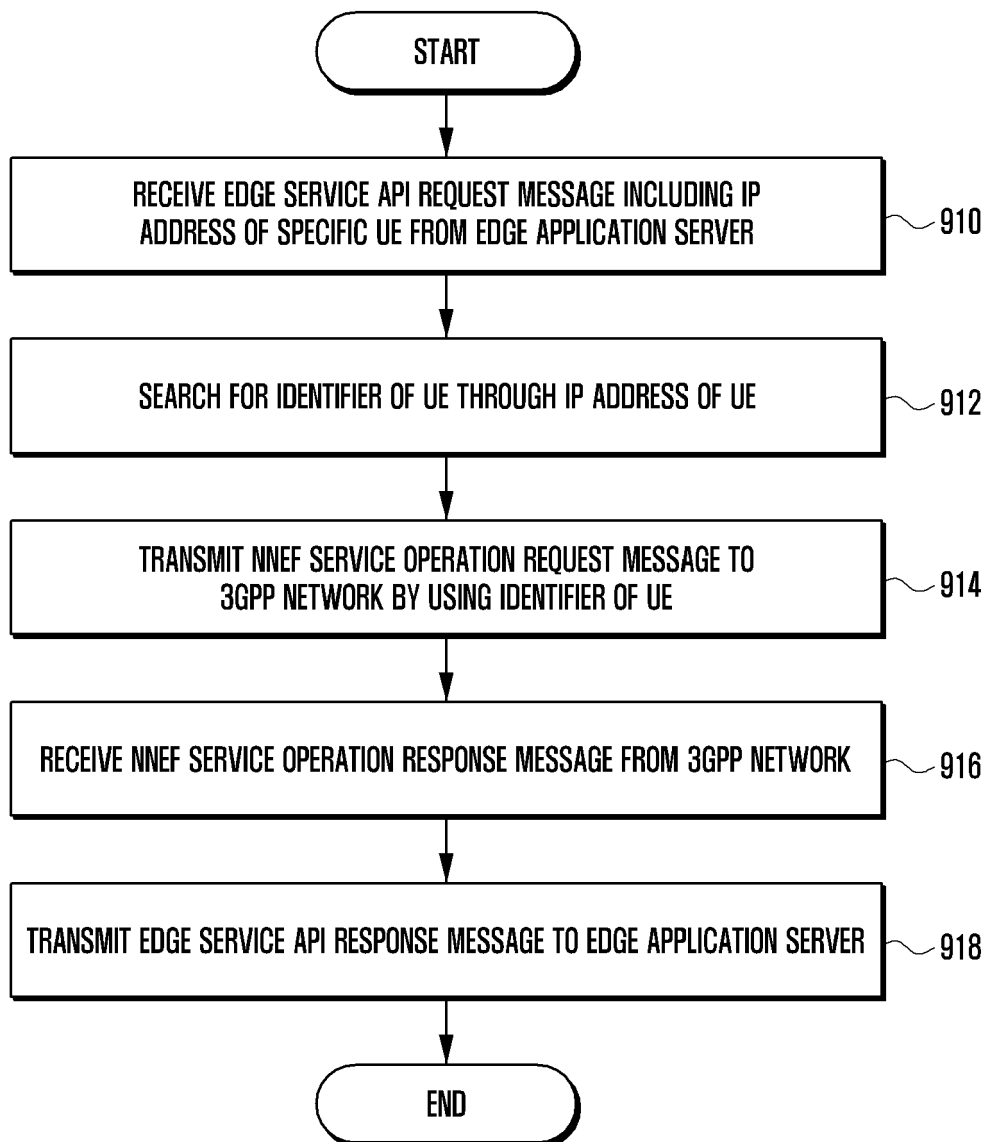 START
RECEIVE EDGE SERVICE API REQUEST MESSAGE INCLUDING IP
ADDRESS OF SPECIFIC UE FROM EDGE APPLICATION SERVER
910
SEARCH FOR IDENTIFIER OF UE THROUGH IP ADDRESS OF UE
912
TRANSMIT NNEF SERVICE OPERATION REQUEST MESSAGE TO
3GPP NETWORK BY USING IDENTIFIER OF UE
914
RECEIVE NNEF SERVICE OPERATION RESPONSE MESSAGE FROM 3GPP NETWORK
916
TRANSMIT EDGE SERVICE API RESPONSE MESSAGE TO EDGE APPLICATION SERVER
918
END